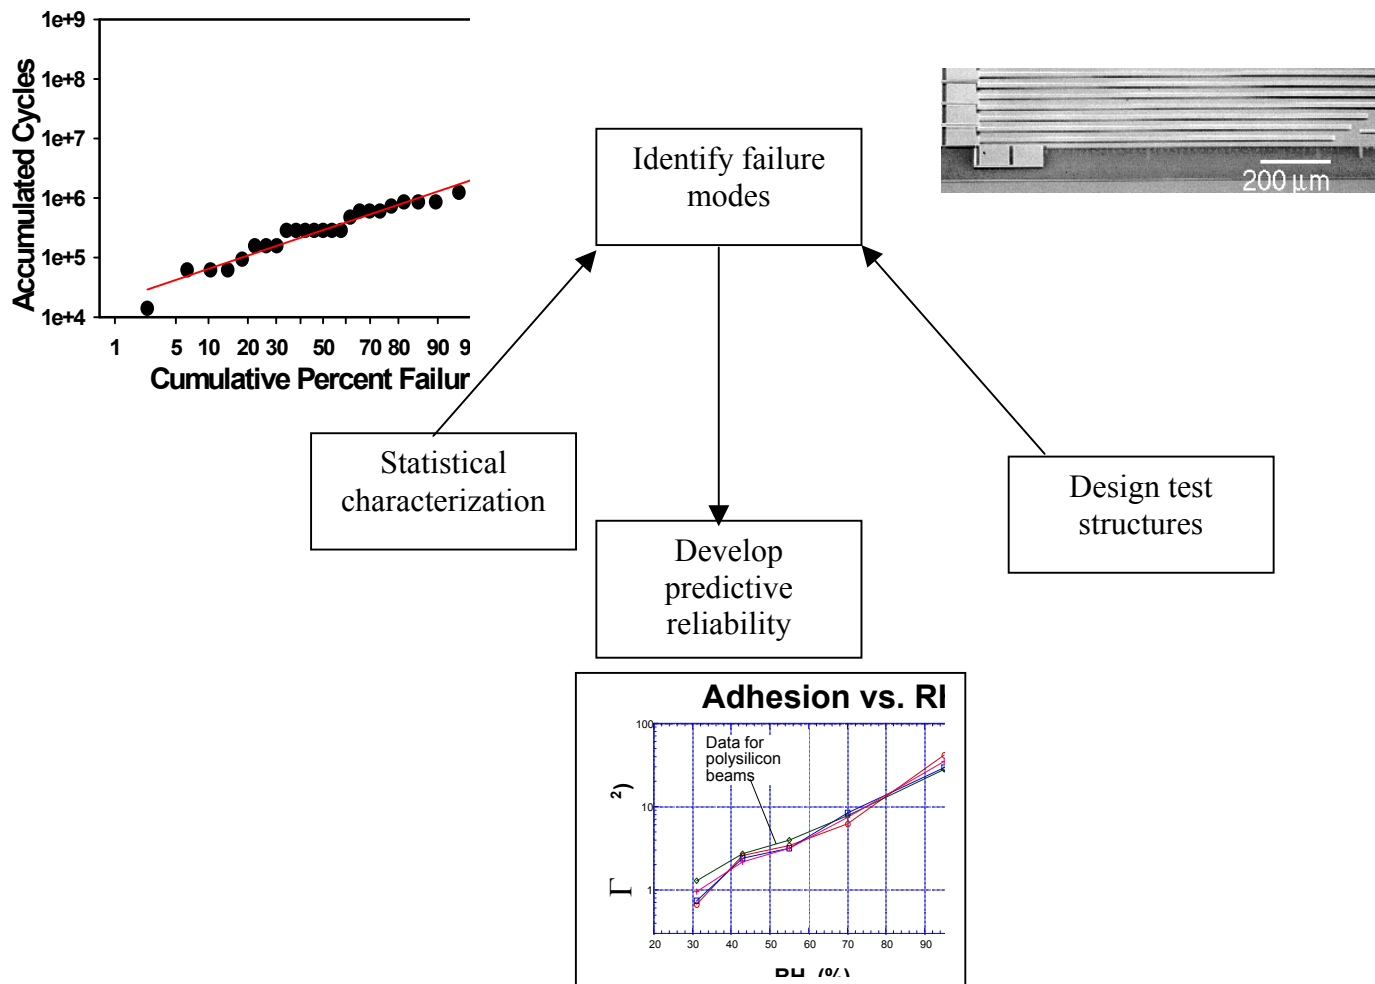 1e+9
1e+8
1e+7
1e+6
1e+5
1e+4
Accumulated Cycles
1 5 10 20 30 50 70 80 90 9
Cumulative Percent Failur
Identify failure
modes
200 µm
Statistical
characterization
Design test
structures
Develop
predictive
reliability
Adhesion vs. R
100
10
1
Data for
polysilicon
beams
Γ
²)
20 30 40 50 60 70 80 90
RH (%)